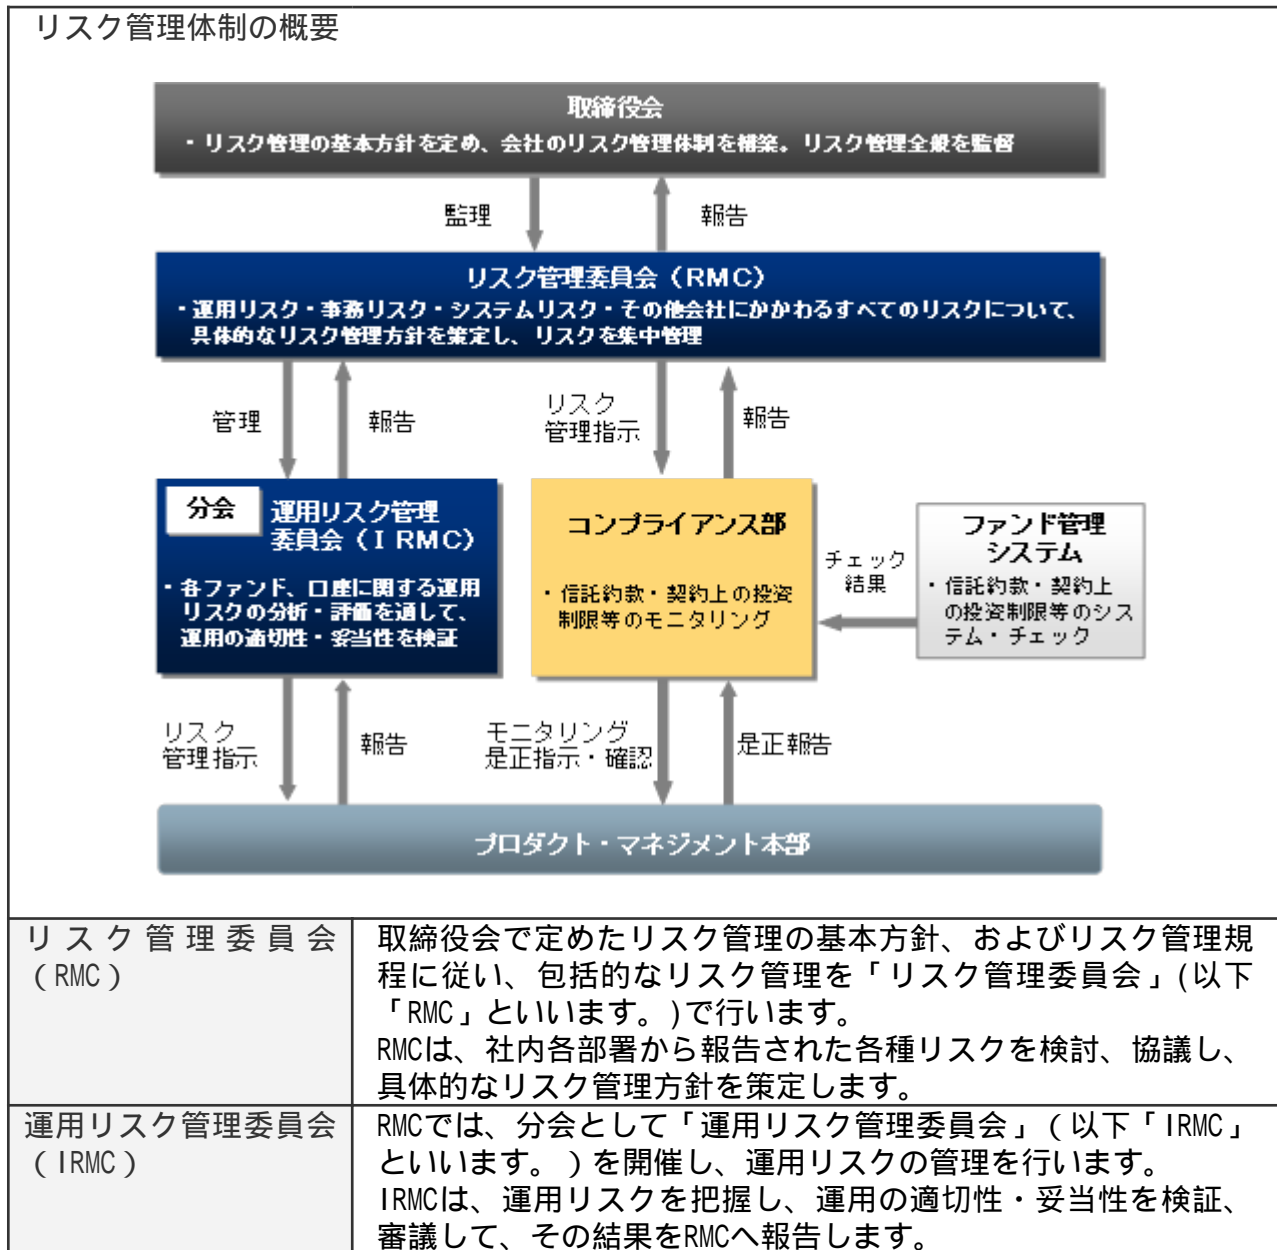 リスク管理体制の概要
取締役会
・リスク管理の基本方針を定め、会社のリスク管理体制を構築。リスク管理全般を監督
監理
報告
リスク管理委員会（RMC）
・運用リスク・事務リスク・システムリスク・その他会社にかかわるすべてのリスクについて、
具体的なリスク管理方針を策定し、リスクを集中管理
管理
報告
リスク
管理指示
報告
分会
運用リスク管理
委員会（IRMC）
・各ファンド、口座に関する運用
リスクの分析・評価を通して、
運用の適切性・妥当性を検証
コンプライアンス部
・信託約款・契約上の投資
制限等のモニタリング
チェック
結果
ファンド管理
システム
・信託約款・契約上
の投資制限等のシス
テム・チェック
リスク
管理指示
報告
モニタリング
是正指示・確認
是正報告
プロダクト・マネジメント本部
リスク管理委員会
（RMC）
取締役会で定めたリスク管理の基本方針、およびリスク管理規
程に従い、包括的なリスク管理を「リスク管理委員会」(以下
「RMC」といいます。)で行います。
RMCは、社内各部署から報告された各種リスクを検討、協議し、
具体的なリスク管理方針を策定します。
運用リスク管理委員会
（IRMC）
RMCでは、分会として「運用リスク管理委員会」（以下「IRMC」
といいます。）を開催し、運用リスクの管理を行います。
IRMCは、運用リスクを把握し、運用の適切性・妥当性を検証、
審議して、その結果をRMCへ報告します。